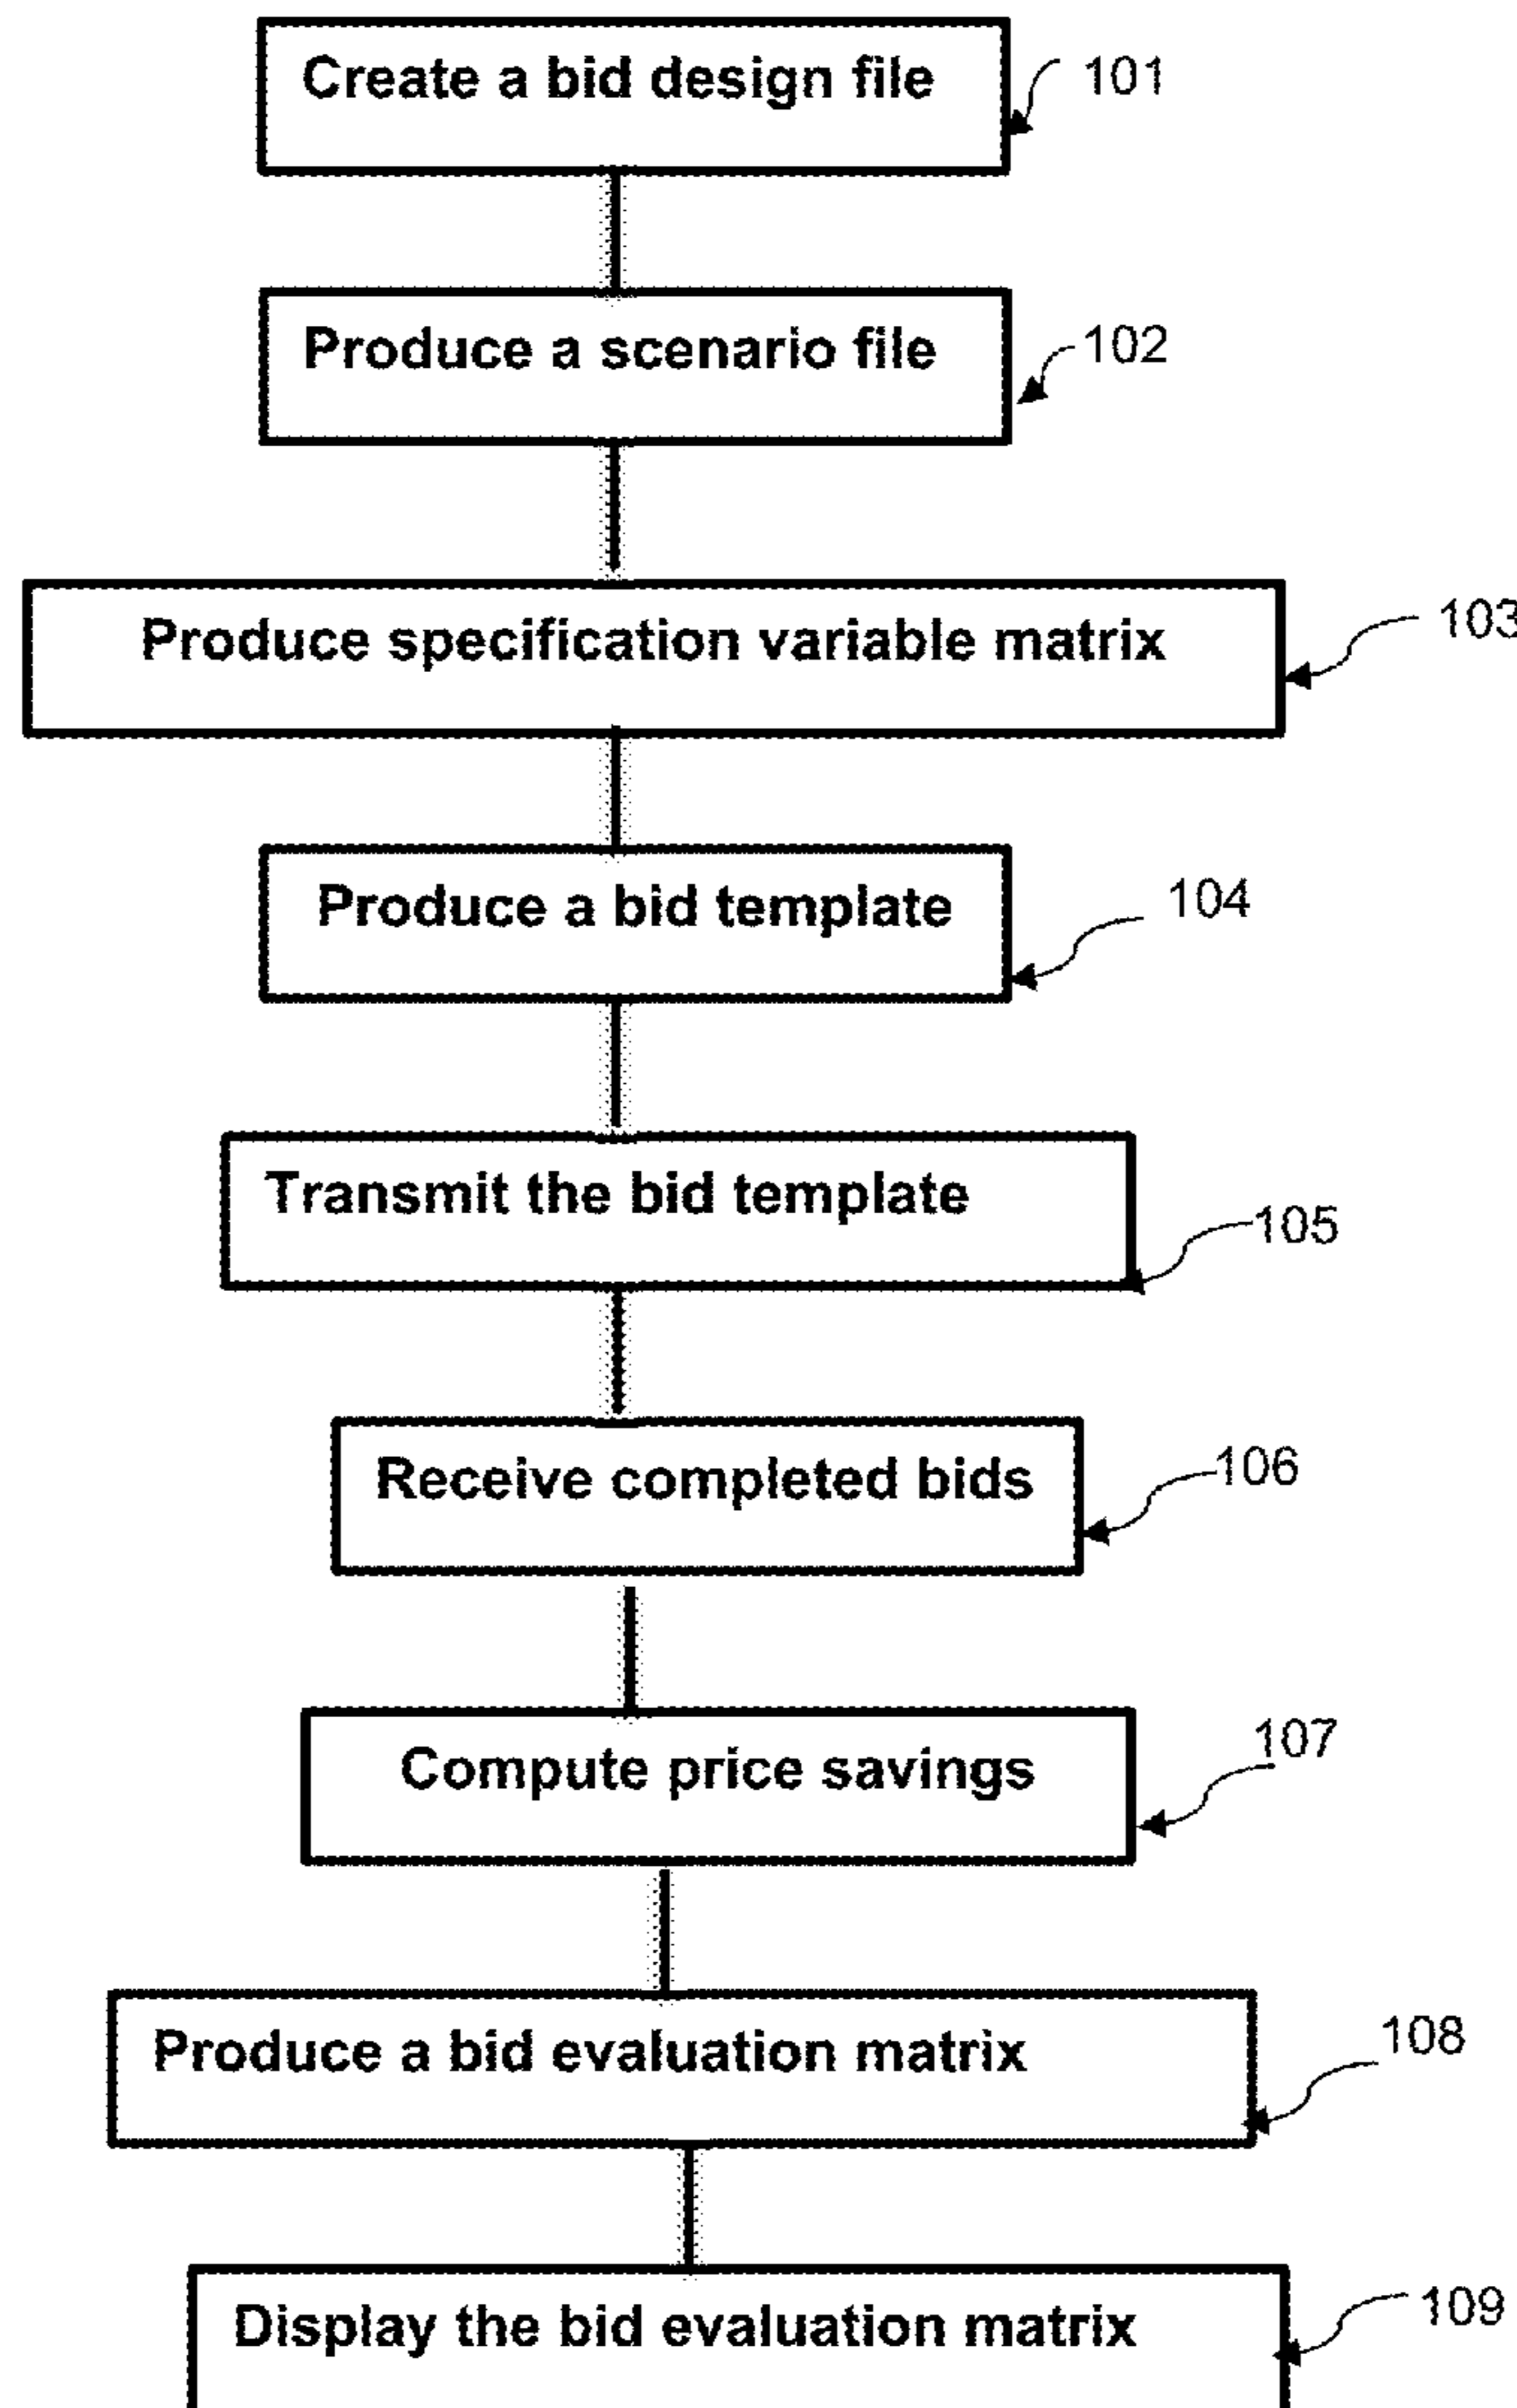 Create a bid design file
101
Produce a scenario file
102
Produce specification variable matrix
103
Produce a bid template
104
Transmit the bid template
105
Receive completed bids
106
Compute price savings
107
Produce a bid evaluation matrix
108
Display the bid evaluation matrix
109